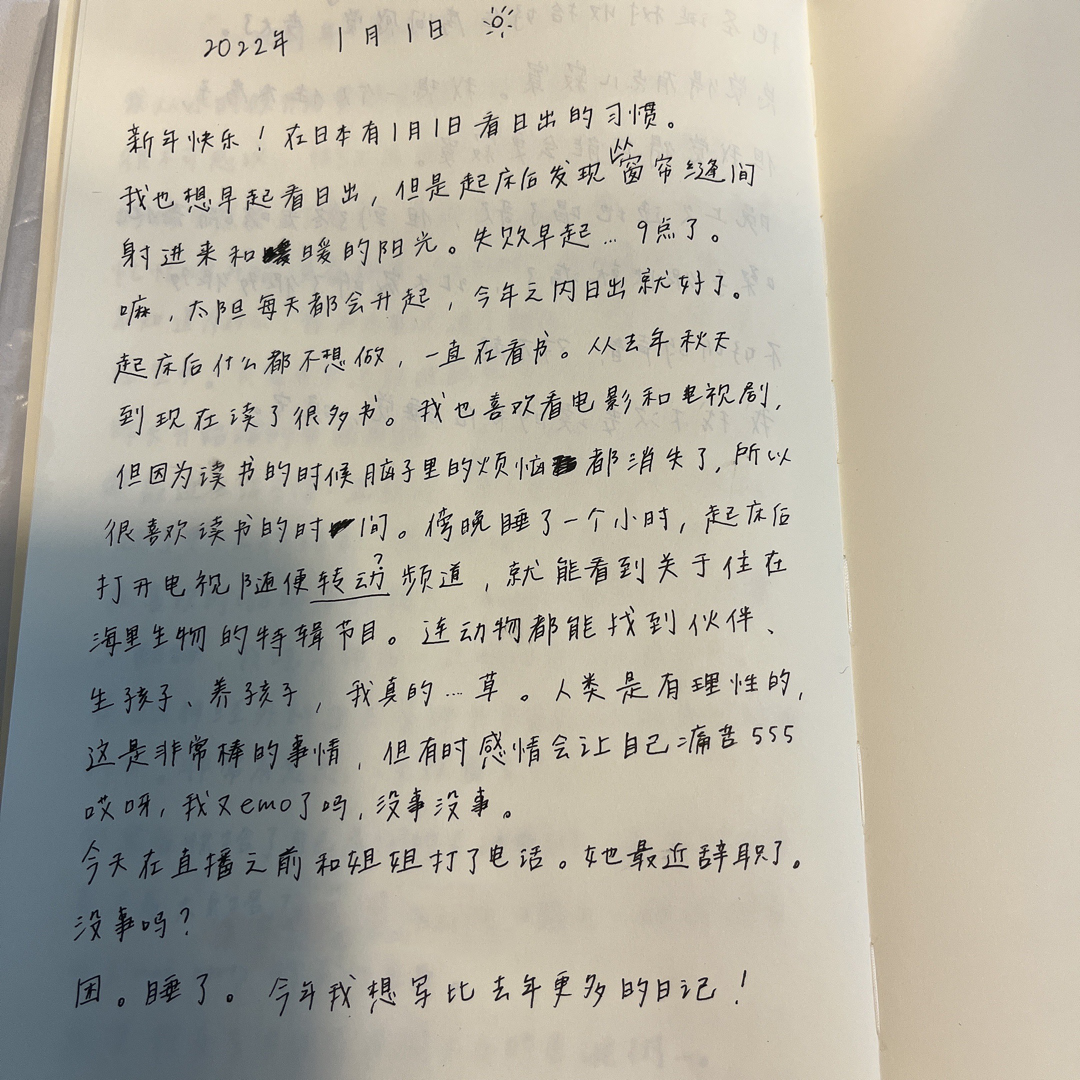 2022年 1月1日
新年快乐！在日本有1月1日看日出的习惯。
我也想早起看日出，但是起床后发现从窗帘缝间
射进来和暖的阳光。失败早起… 9点了。
嘛，太阳每天都会升起，今年之内日出就好了。
起床后什么都不想做，一直在看书。从去年秋天
到现在读了很多书。我也喜欢看电影和电视剧，
但因为读书的时候脑子里的烦恼都消失了，所以
很喜欢读书的时间。傍晚睡了一个小时，起床后
打开电视随便转动?频道，就能看到关于住在
海里生物的特辑节目。连动物都能找到伙伴、
生孩子、养孩子，我真的…草。人类是有理性的，
这是非常棒的事情，但有时感情会让自己痛苦555
哎呀，我又emo了吗，没事没事。
今天在直播之前和姐姐打了电话。她最近辞职了。
没事吗？
困。睡了。今年我想写比去年更多的日记！